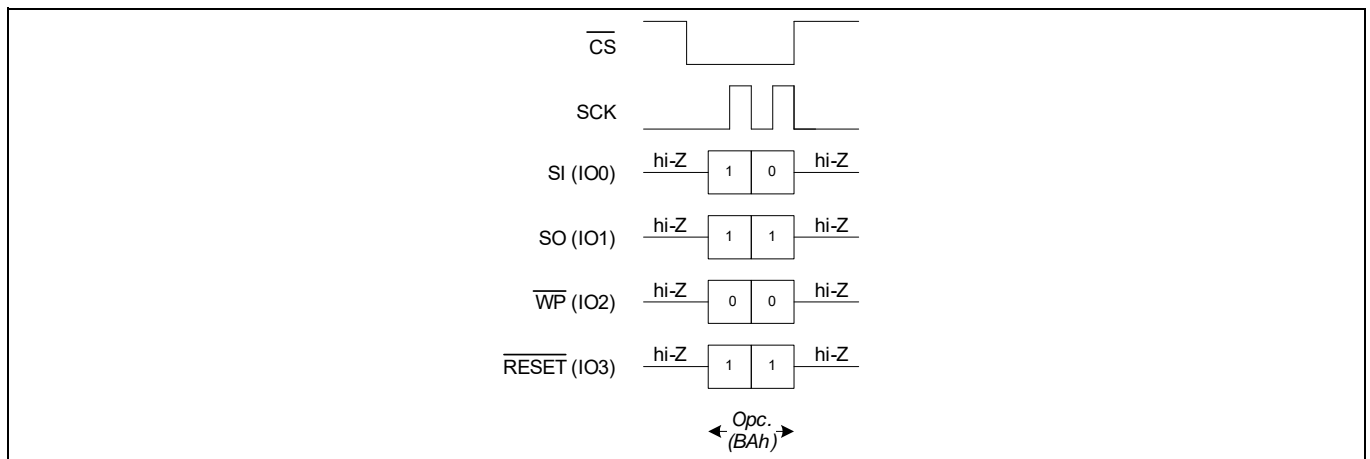 CS
SCK
SI (IO0) hi-Z 1 0 hi-Z
SO (IO1) hi-Z 1 1 hi-Z
WP (IO2) hi-Z 0 0 hi-Z
RESET (IO3) hi-Z 1 1 hi-Z
Opc.
(BAh)